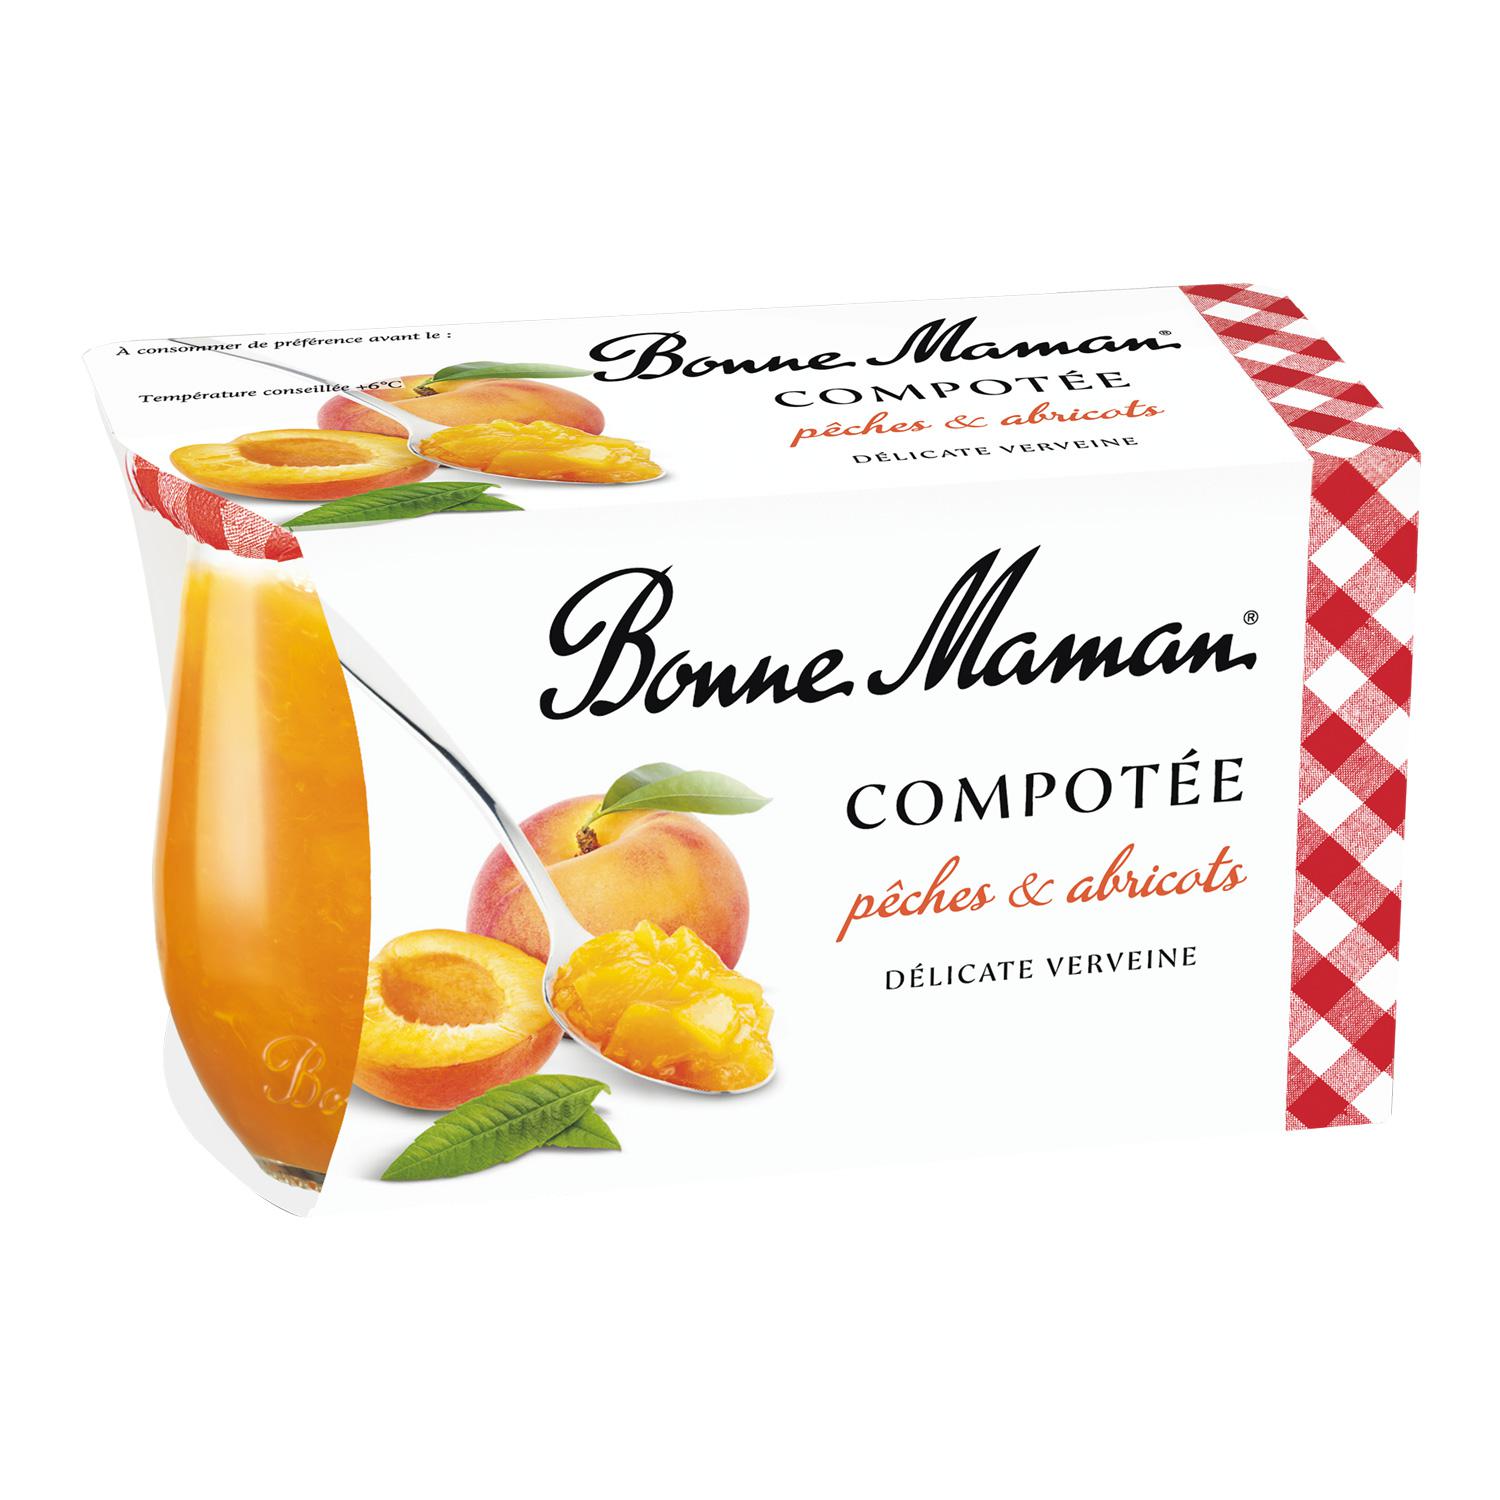 À consommer de préférence avant le :
Température conseillée +6°C
Bonne Maman®
COMPOTÉE
pêches & abricots
DÉLICATE VERVEINE
Bonne Maman®
COMPOTÉE
pêches & abricots
DÉLICATE VERVEINE
Bo